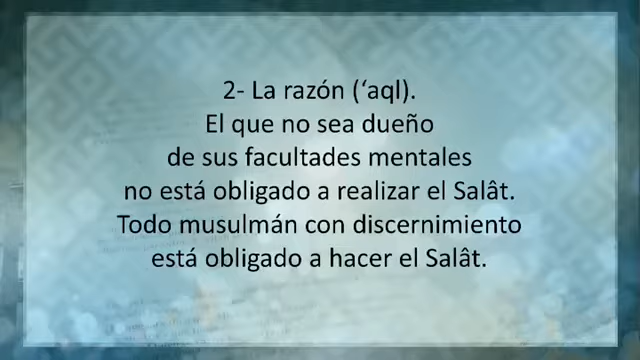 2- La razón (‘aql).
El que no sea dueño
de sus facultades mentales
no está obligado a realizar el Salât.
Todo musulmán con discernimiento
está obligado a hacer el Salât.